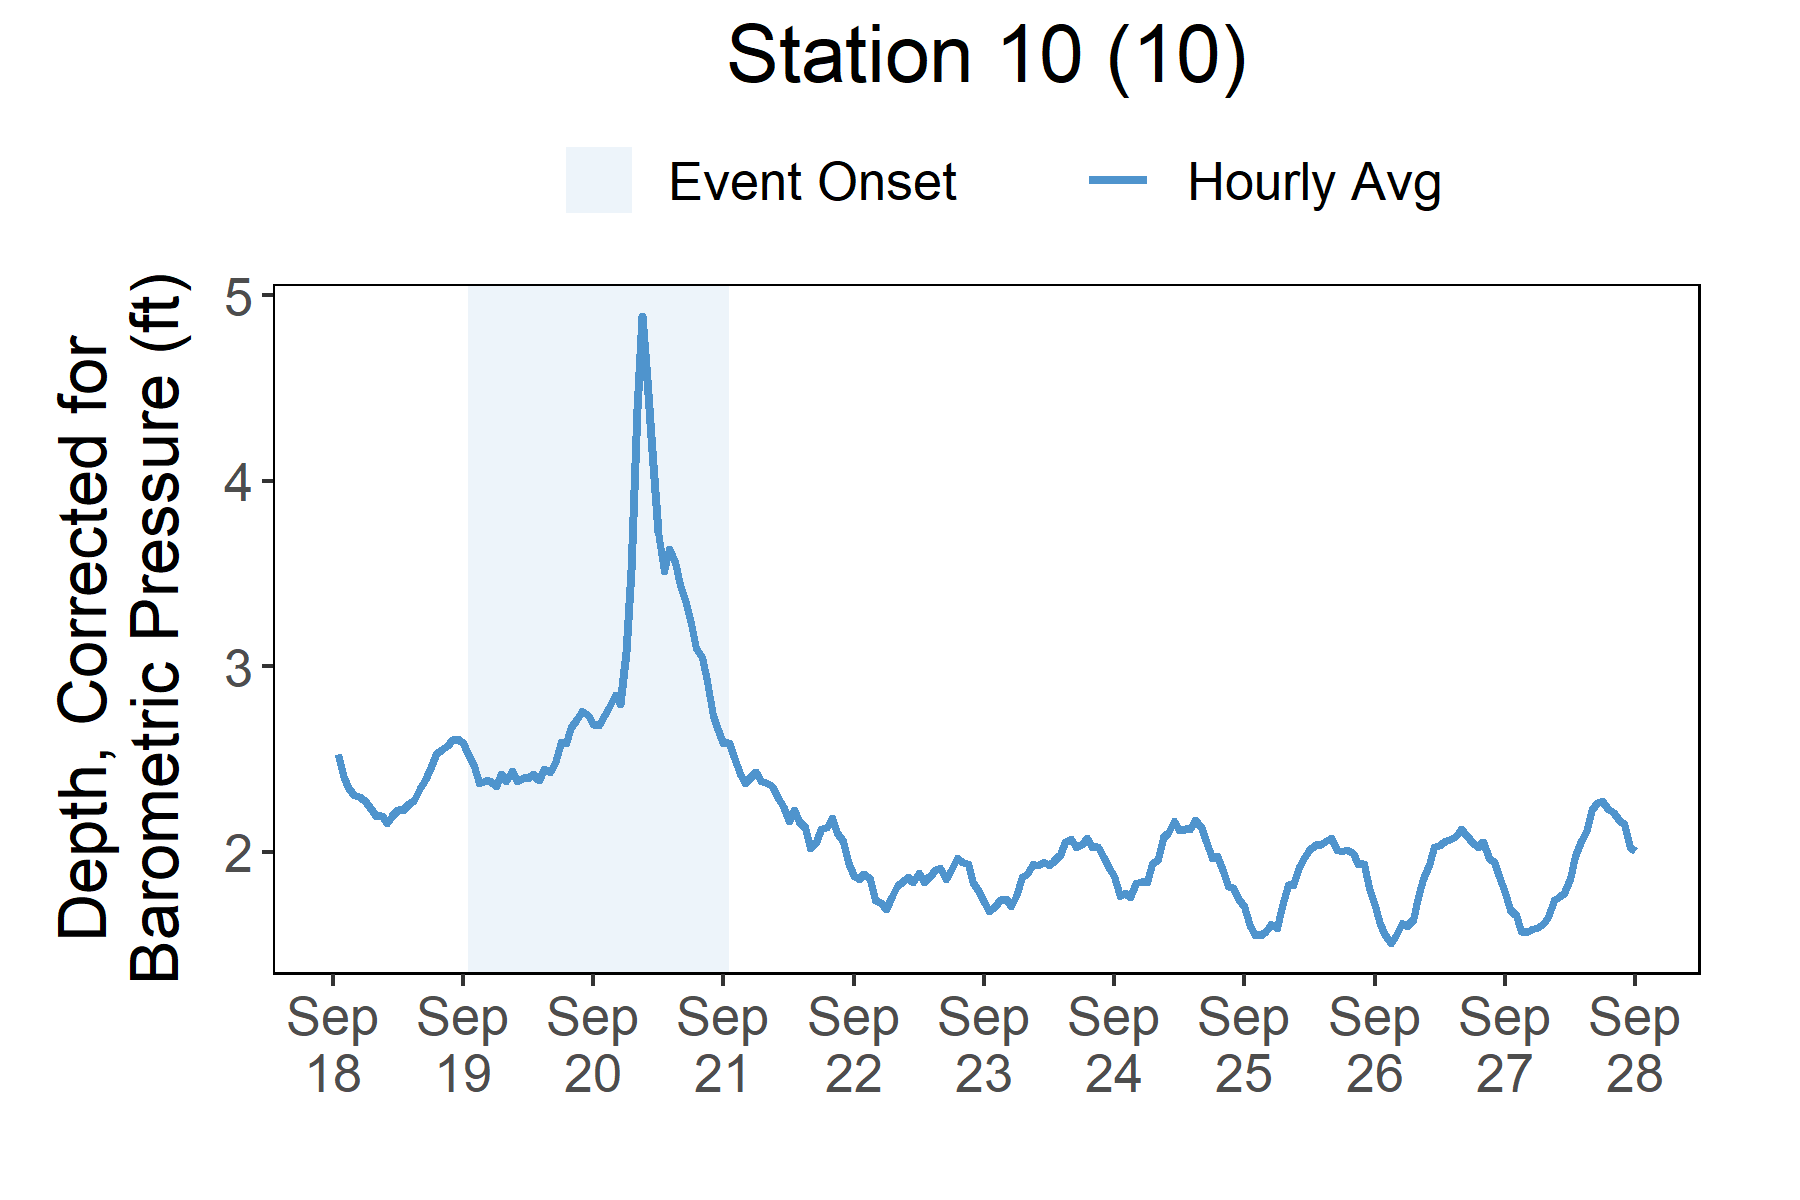 Station 10 (10)
Event Onset
Hourly Avg
Depth, Corrected for
Barometric Pressure (ft)
5
4
3
2
Sep 18
Sep 19
Sep 20
Sep 21
Sep 22
Sep 23
Sep 24
Sep 25
Sep 26
Sep 27
Sep 28